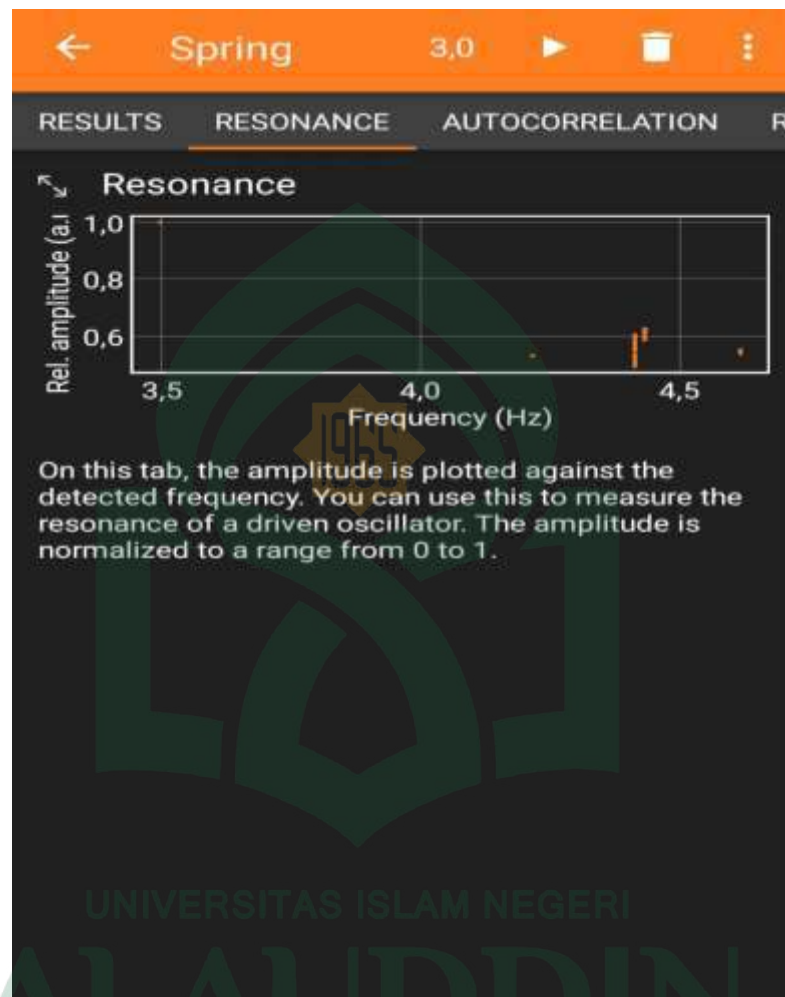 Spring 3,0
RESULTS RESONANCE AUTOCORRELATION R
Resonance
Rel. amplitude (a.u
1,0
0,8
0,6
3,5 4,0 4,5
Frequency (Hz)
1965
On this tab, the amplitude is plotted against the
detected frequency. You can use this to measure the
resonance of a driven oscillator. The amplitude is
normalized to a range from 0 to 1.
UNIVERSITAS ISLAM NEGERI
ALAUDDIN